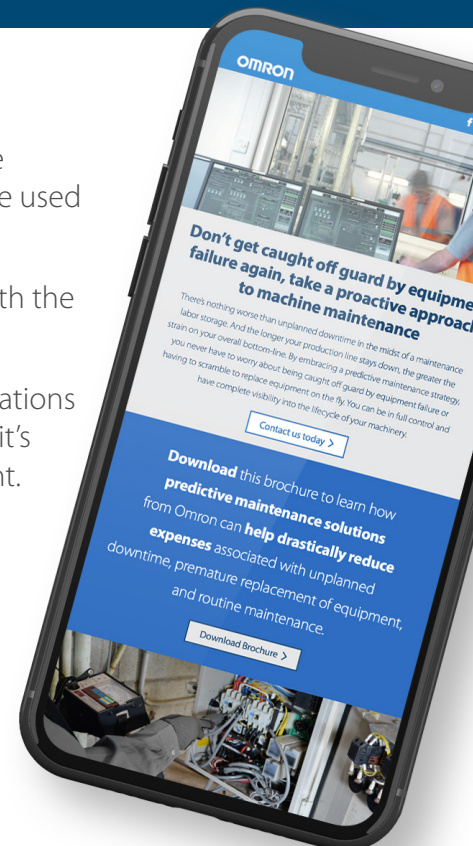 e
e used
th the
ations
it's
nt.
OMRON
f
Don't get caught off guard by equipme
failure again, take a proactive approac
to machine maintenance
There's nothing worse than unplanned downtime in the midst of a maintenance
labor storage. And the longer your production line stays down, the greater the
strain on your overall bottom-line. By embracing a predictive maintenance strategy,
you never have to worry about being caught off guard by equipment failure or
having to scramble to replace equipment on the fly. You can be in full control and
have complete visibility into the lifecycle of your machinery.
Contact us today >
Download this brochure to learn how
predictive maintenance solutions
from Omron can help drastically reduce
expenses associated with unplanned
downtime, premature replacement of equipment,
and routine maintenance.
Download Brochure >